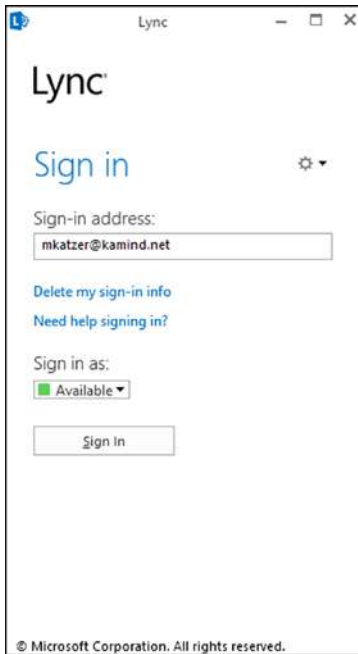 Lync
Lync
Sign in
Sign-in address:
mkatzer@kamind.net
Delete my sign-in info
Need help signing in?
Sign in as:
Available
Sign In
© Microsoft Corporation. All rights reserved.